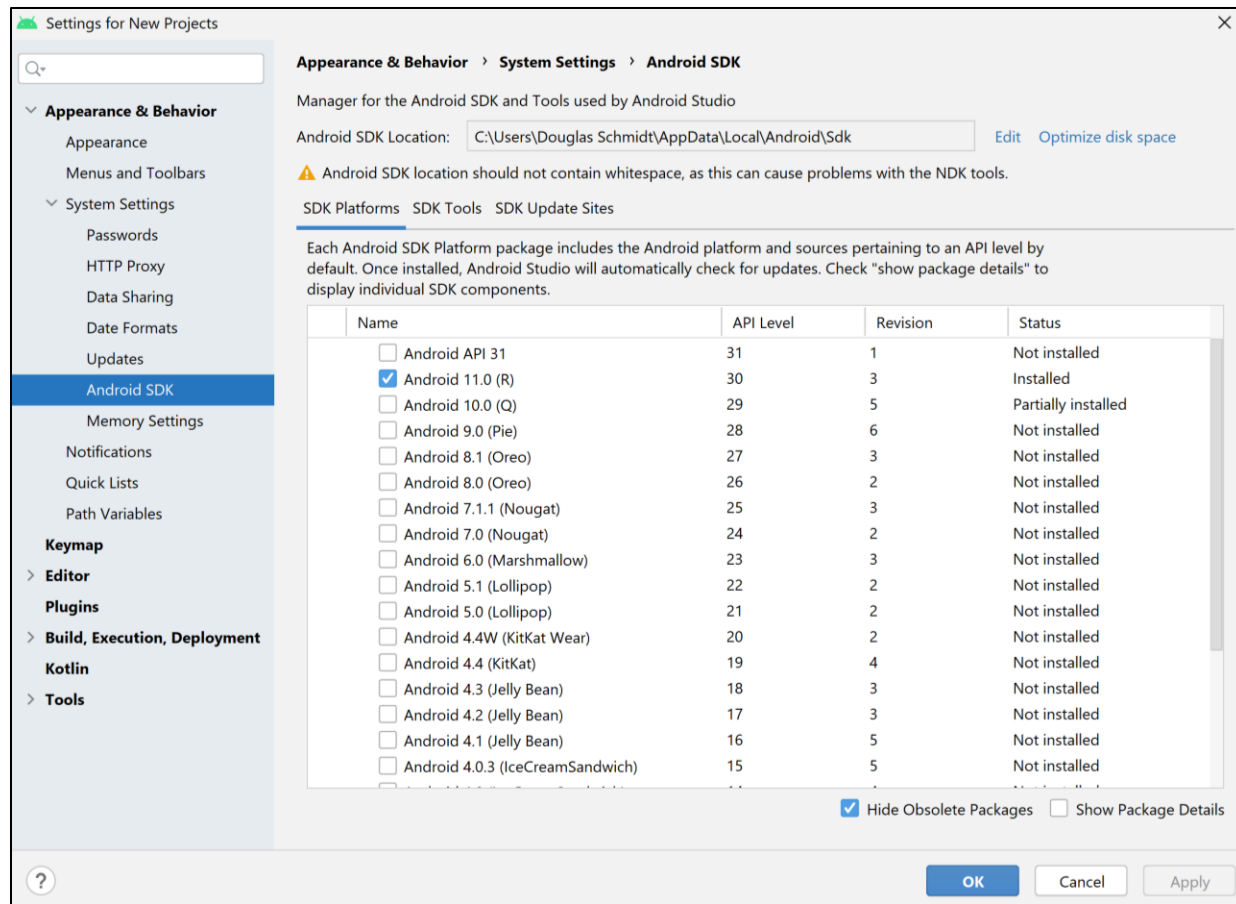 Settings for New Projects
Appearance & Behavior
Appearance
Menus and Toolbars
System Settings
Passwords
HTTP Proxy
Data Sharing
Date Formats
Updates
Android SDK
Memory Settings
Notifications
Quick Lists
Path Variables
Keymap
Editor
Plugins
Build, Execution, Deployment
Kotlin
Tools
Appearance & Behavior › System Settings › Android SDK
Manager for the Android SDK and Tools used by Android Studio
Android SDK Location: C:\Users\Douglas Schmidt\AppData\Local\Android\Sdk Edit Optimize disk space
Android SDK location should not contain whitespace, as this can cause problems with the NDK tools.
SDK Platforms SDK Tools SDK Update Sites
Each Android SDK Platform package includes the Android platform and sources pertaining to an API level by
default. Once installed, Android Studio will automatically check for updates. Check "show package details" to
display individual SDK components.
Name API Level Revision Status
Android API 31 31 1 Not installed
Android 11.0 (R) 30 3 Installed
Android 10.0 (Q) 29 5 Partially installed
Android 9.0 (Pie) 28 6 Not installed
Android 8.1 (Oreo) 27 3 Not installed
Android 8.0 (Oreo) 26 2 Not installed
Android 7.1.1 (Nougat) 25 3 Not installed
Android 7.0 (Nougat) 24 2 Not installed
Android 6.0 (Marshmallow) 23 3 Not installed
Android 5.1 (Lollipop) 22 2 Not installed
Android 5.0 (Lollipop) 21 2 Not installed
Android 4.4W (KitKat Wear) 20 2 Not installed
Android 4.4 (KitKat) 19 4 Not installed
Android 4.3 (Jelly Bean) 18 3 Not installed
Android 4.2 (Jelly Bean) 17 3 Not installed
Android 4.1 (Jelly Bean) 16 5 Not installed
Android 4.0.3 (IceCreamSandwich) 15 5 Not installed
Hide Obsolete Packages Show Package Details
? OK Cancel Apply